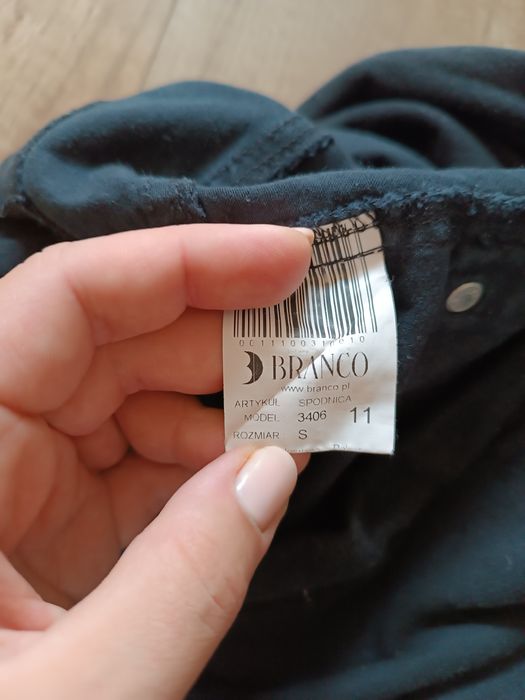 BRANCO
www.branco.pl
ARTYKUŁ SPODNICA
MODEL 3406 11
ROZMIAR S